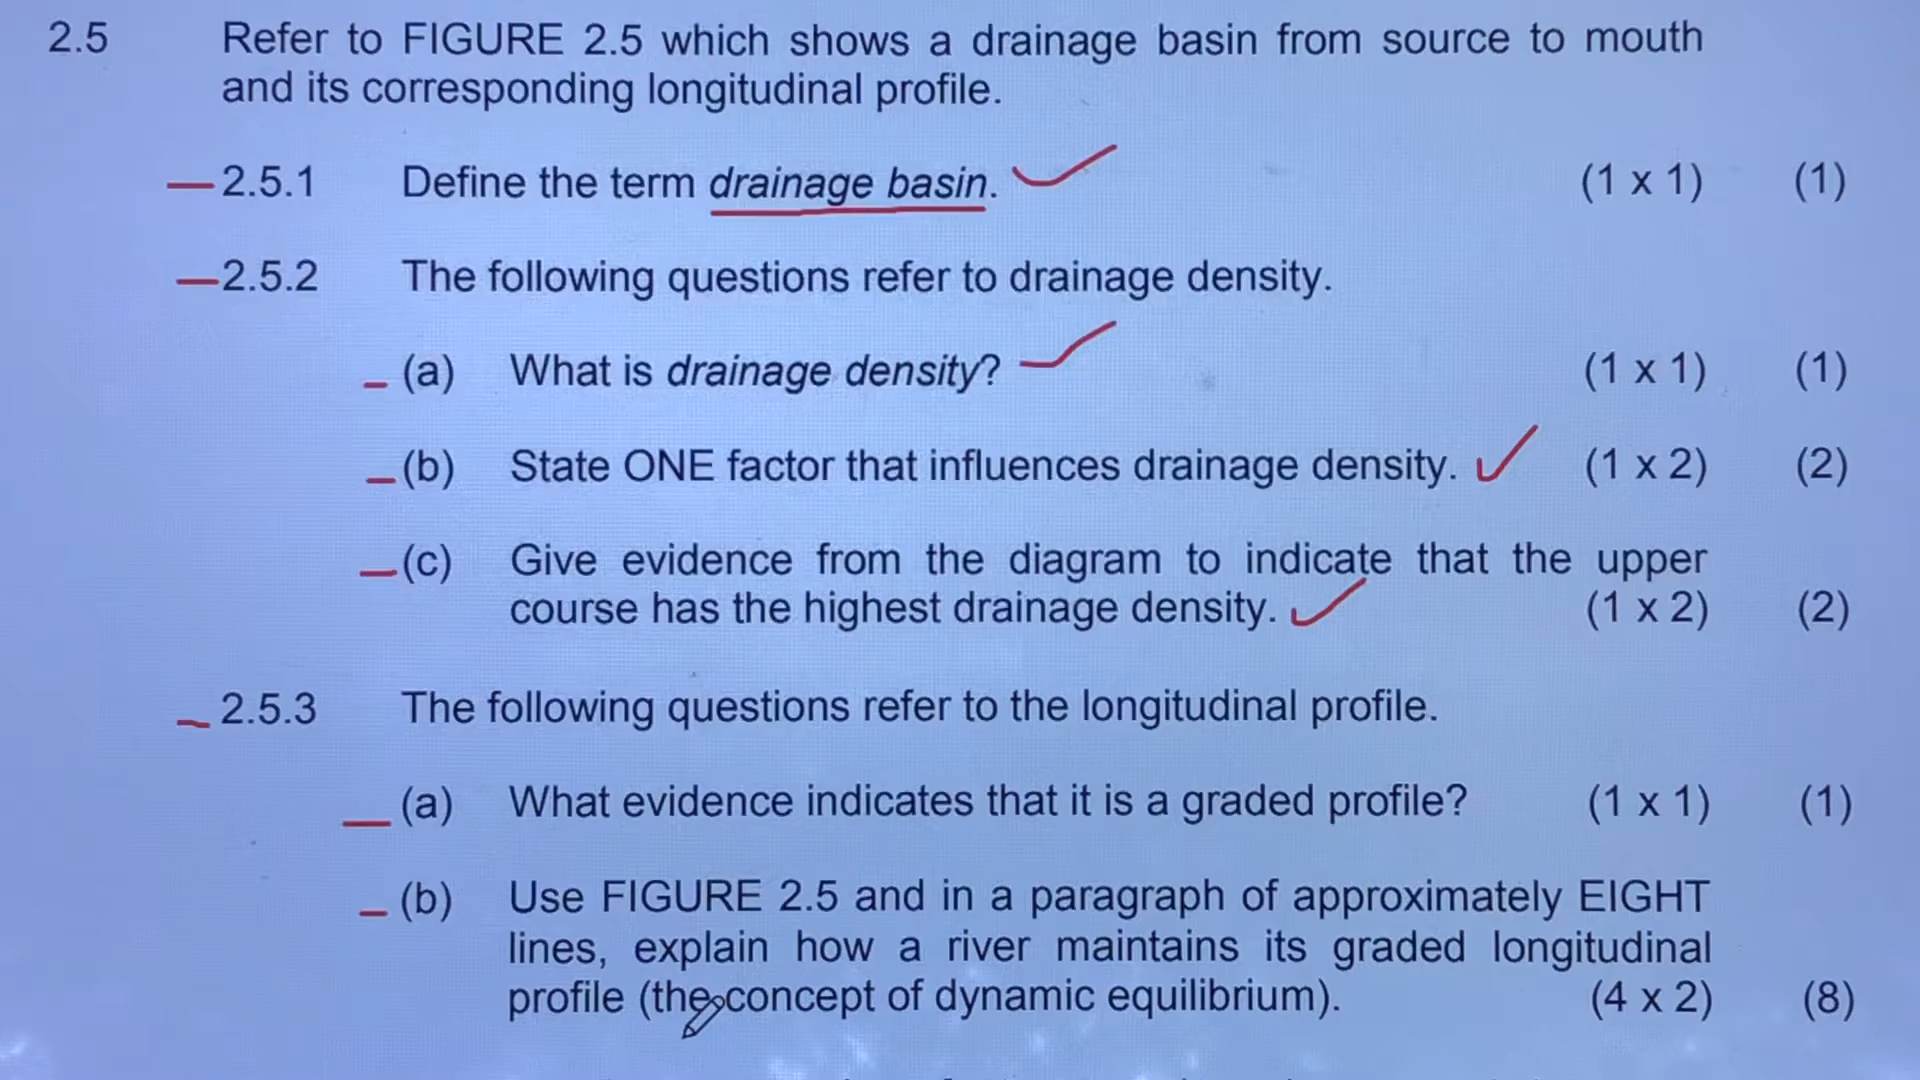 2.5 Refer to FIGURE 2.5 which shows a drainage basin from source to mouth
and its corresponding longitudinal profile.
2.5.1 Define the term drainage basin. (1 x 1) (1)
2.5.2 The following questions refer to drainage density.
(a) What is drainage density? (1 x 1) (1)
(b) State ONE factor that influences drainage density. (1 x 2) (2)
(c) Give evidence from the diagram to indicate that the upper
course has the highest drainage density. (1 x 2) (2)
2.5.3 The following questions refer to the longitudinal profile.
(a) What evidence indicates that it is a graded profile? (1 x 1) (1)
(b) Use FIGURE 2.5 and in a paragraph of approximately EIGHT
lines, explain how a river maintains its graded longitudinal
profile (the concept of dynamic equilibrium). (4 x 2) (8)